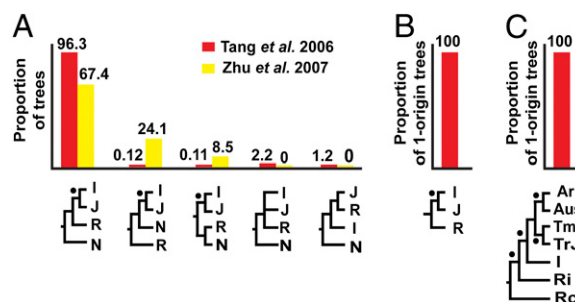 A
B
C
Proportion of trees
96.3
67.4
0.12
24.1
0.11
8.5
2.2
0
1.2
0
Tang et al. 2006
Zhu et al. 2007
I
J
R
N
I
J
N
R
I
J
R
N
I
J
R
N
J
R
I
N
Proportion of 1-origin trees
100
I
J
R
Proportion of 1-origin trees
100
Ar
Aus
Tm
TrJ
I
Ri